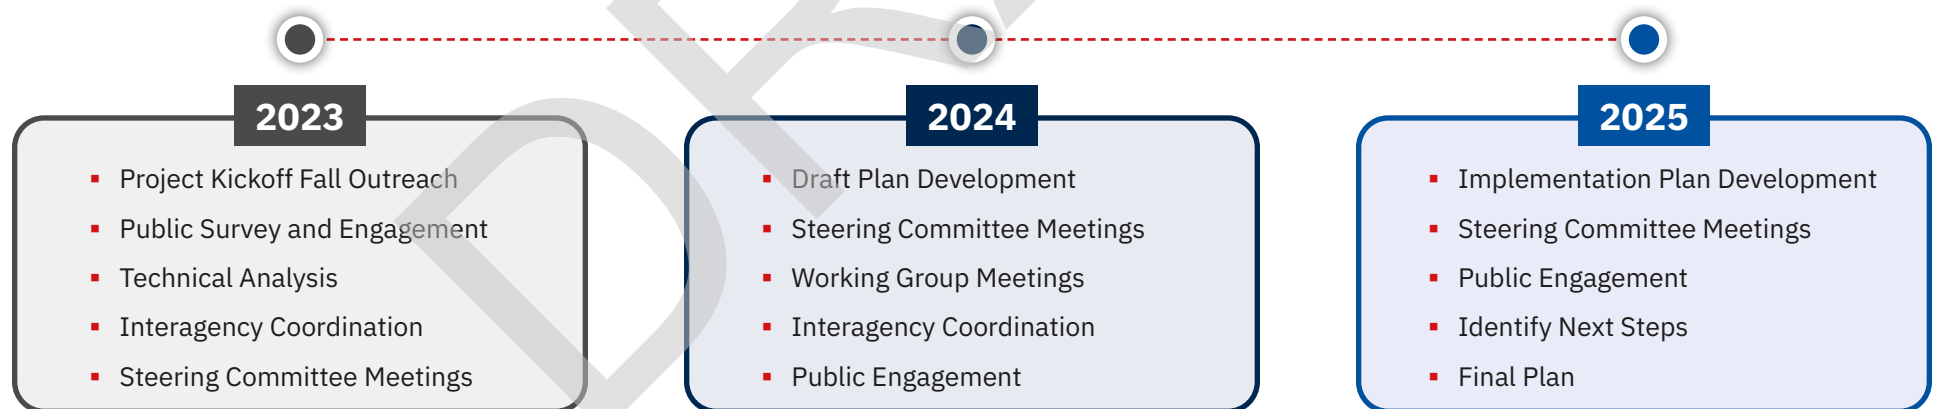 2023
Project Kickoff Fall Outreach
Public Survey and Engagement
Technical Analysis
Interagency Coordination
Steering Committee Meetings
2024
Draft Plan Development
Steering Committee Meetings
Working Group Meetings
Interagency Coordination
Public Engagement
2025
Implementation Plan Development
Steering Committee Meetings
Public Engagement
Identify Next Steps
Final Plan